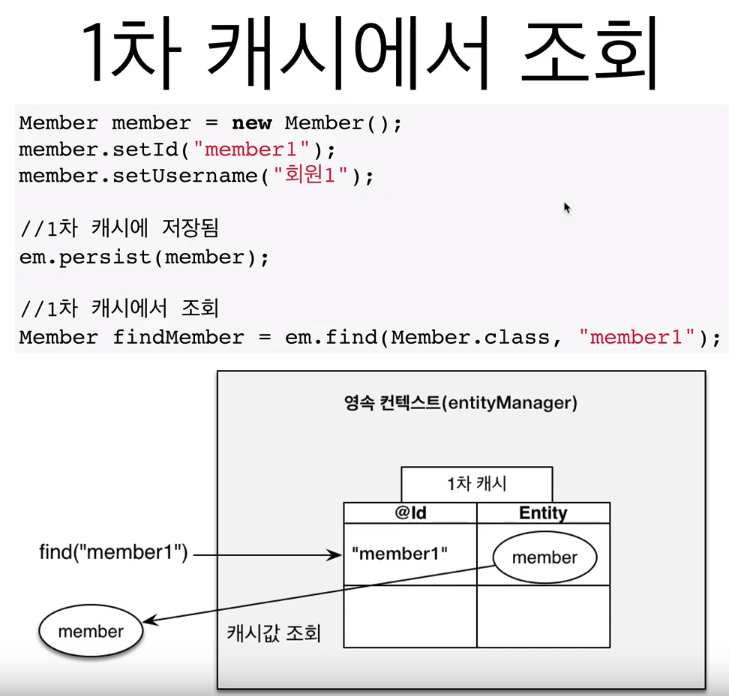 1차 캐시에서 조회
Member member = new Member();
member.setId("member1");
member.setUsername("회원1");
//1차 캐시에 저장됨
em.persist(member);
//1차 캐시에서 조회
Member findMember = em.find(Member.class, "member1");
영속 컨텍스트(entityManager)
1차 캐시
@Id Entity
find("member1") "member1" member
member
캐시값 조회